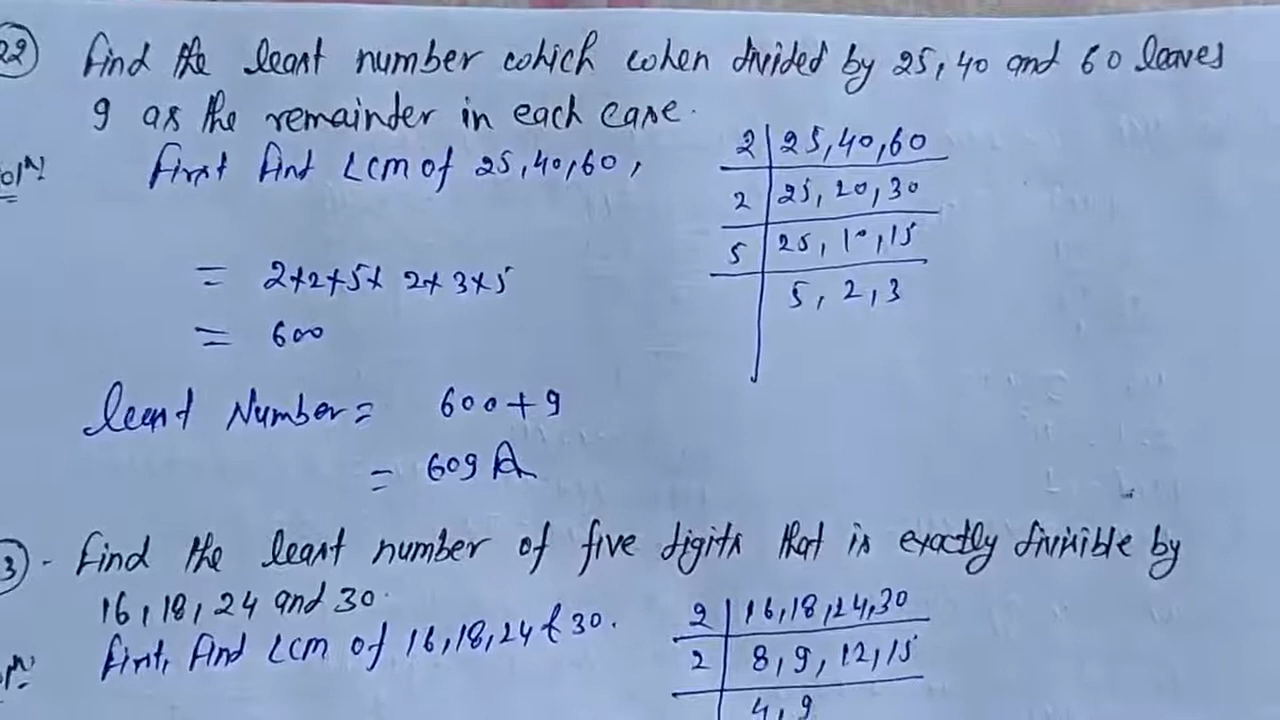 22 Find the least number which when divided by 25, 40 and 60 leaves
9 as the remainder in each case.
Solⁿ: First find LCM of 25, 40, 60,
2 | 25, 40, 60
2 | 25, 20, 30
5 | 25, 10, 15
5, 2, 3
= 2×2×5× 2× 3×5
= 600
least Number = 600 + 9
= 609 A
3 - Find the least number of five digits that is exactly divisible by
16, 18, 24 and 30.
First, find LCM of 16, 18, 24 & 30.
2 | 16, 18, 24, 30
2 | 8, 9, 12, 15
4, 9